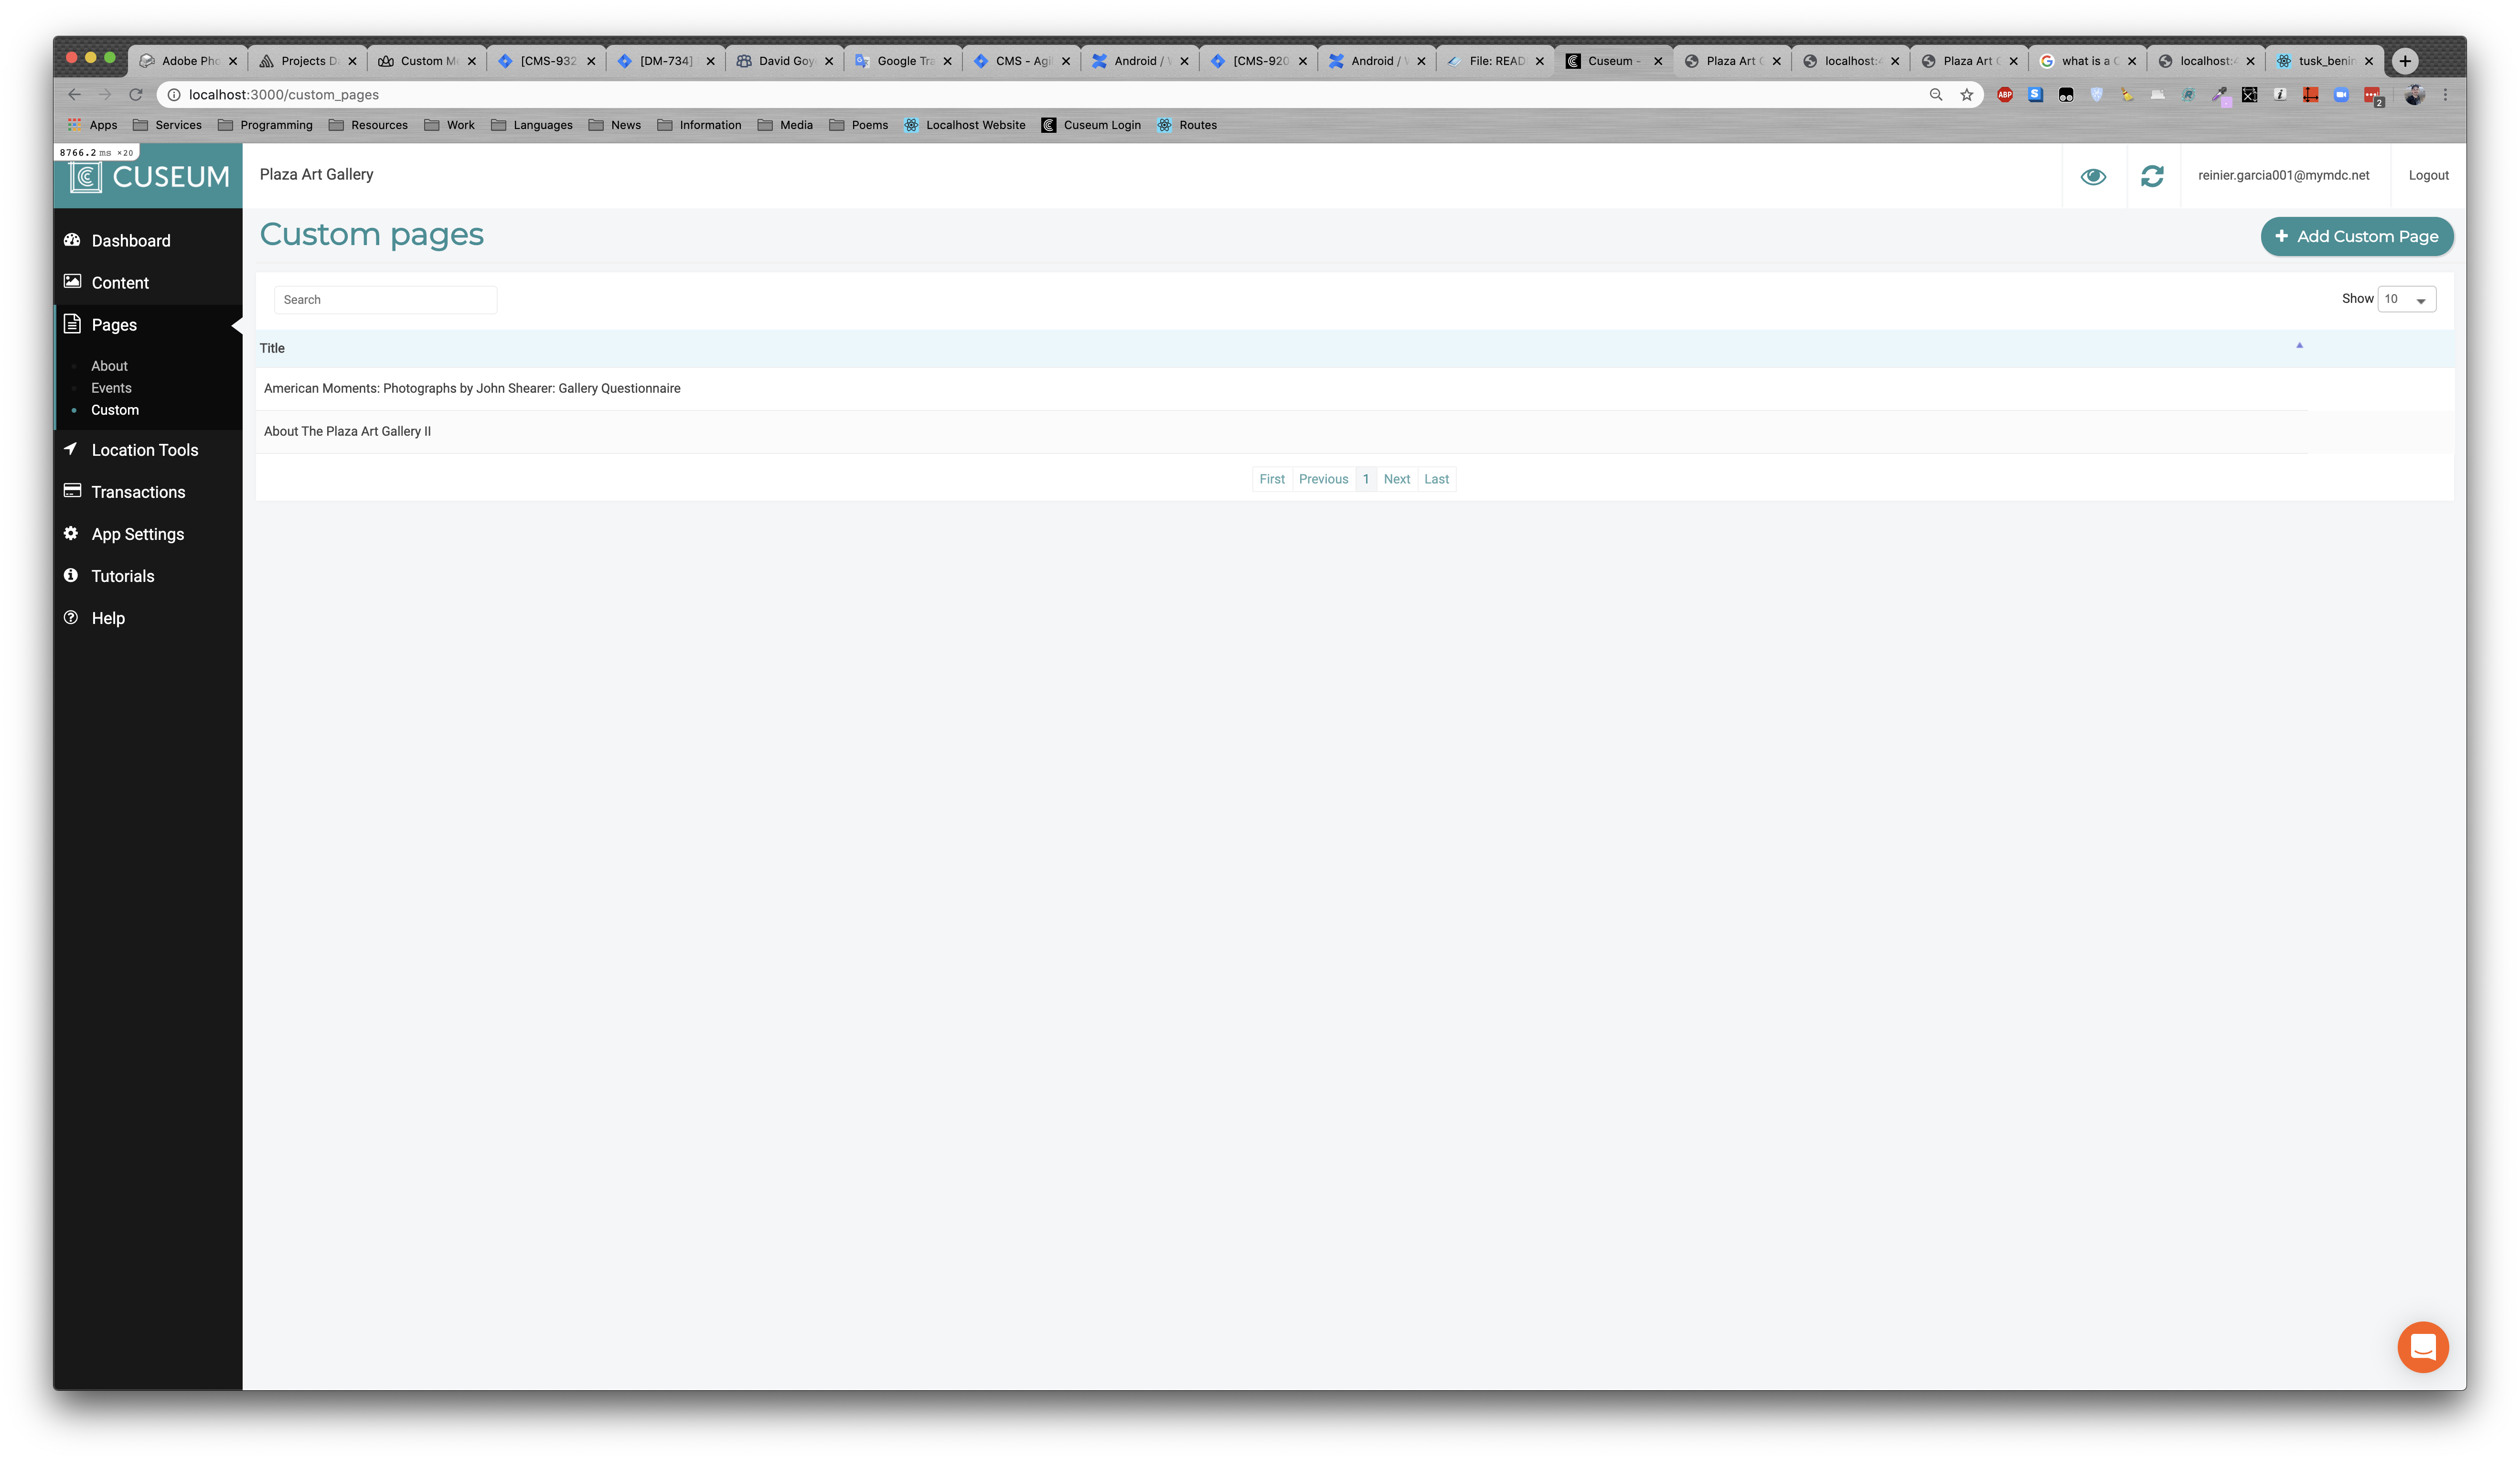 Adobe Pho
Projects D
Custom M
[CMS-932
[DM-734]
David Goy
Google Tra
CMS - Agi
Android /
[CMS-920
Android /
File: READ
Cuseum -
Plaza Art
localhost:
Plaza Art
what is a
localhost:
tusk_benin
localhost:3000/custom_pages
ABP
2
Apps
Services
Programming
Resources
Work
Languages
News
Information
Media
Poems
Localhost Website
Cuseum Login
Routes
8766.2 ms ×20
CUSEUM
Plaza Art Gallery
reinier.garcia001@mymdc.net
Logout
Dashboard
Content
Pages
About
Events
Custom
Location Tools
Transactions
App Settings
Tutorials
Help
Custom pages
Add Custom Page
Search
Show 10
Title
American Moments: Photographs by John Shearer: Gallery Questionnaire
About The Plaza Art Gallery II
First Previous 1 Next Last